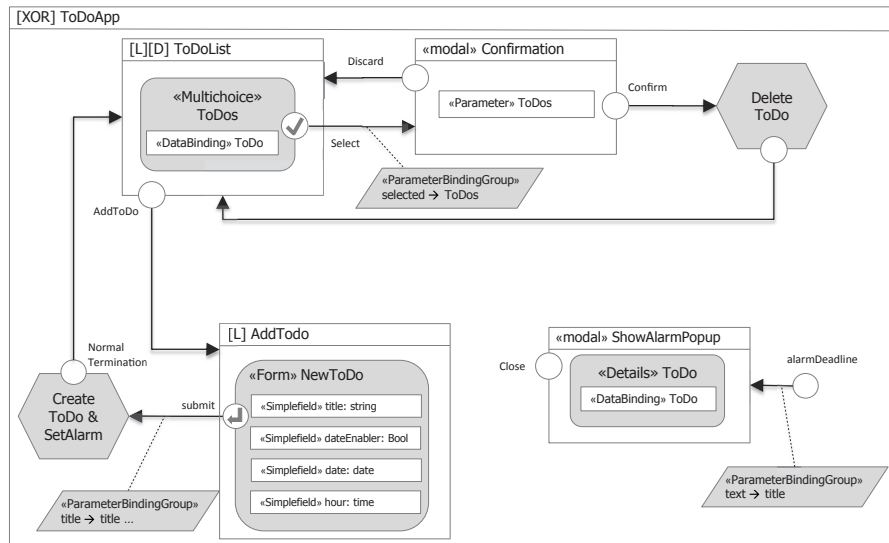 [XOR] ToDoApp
[L][D] ToDoList
«Multichoice»
ToDos
«DataBinding» ToDo
Discard
Select
«modal» Confirmation
«Parameter» ToDos
Confirm
Delete
ToDo
«ParameterBindingGroup»
selected → ToDos
AddToDo
Normal
Termination
Create
ToDo &
SetAlarm
submit
«ParameterBindingGroup»
title → title ...
[L] AddTodo
«Form» NewToDo
«Simplefield» title: string
«Simplefield» dateEnabler: Bool
«Simplefield» date: date
«Simplefield» hour: time
«modal» ShowAlarmPopup
Close
«Details» ToDo
«DataBinding» ToDo
alarmDeadline
«ParameterBindingGroup»
text → title